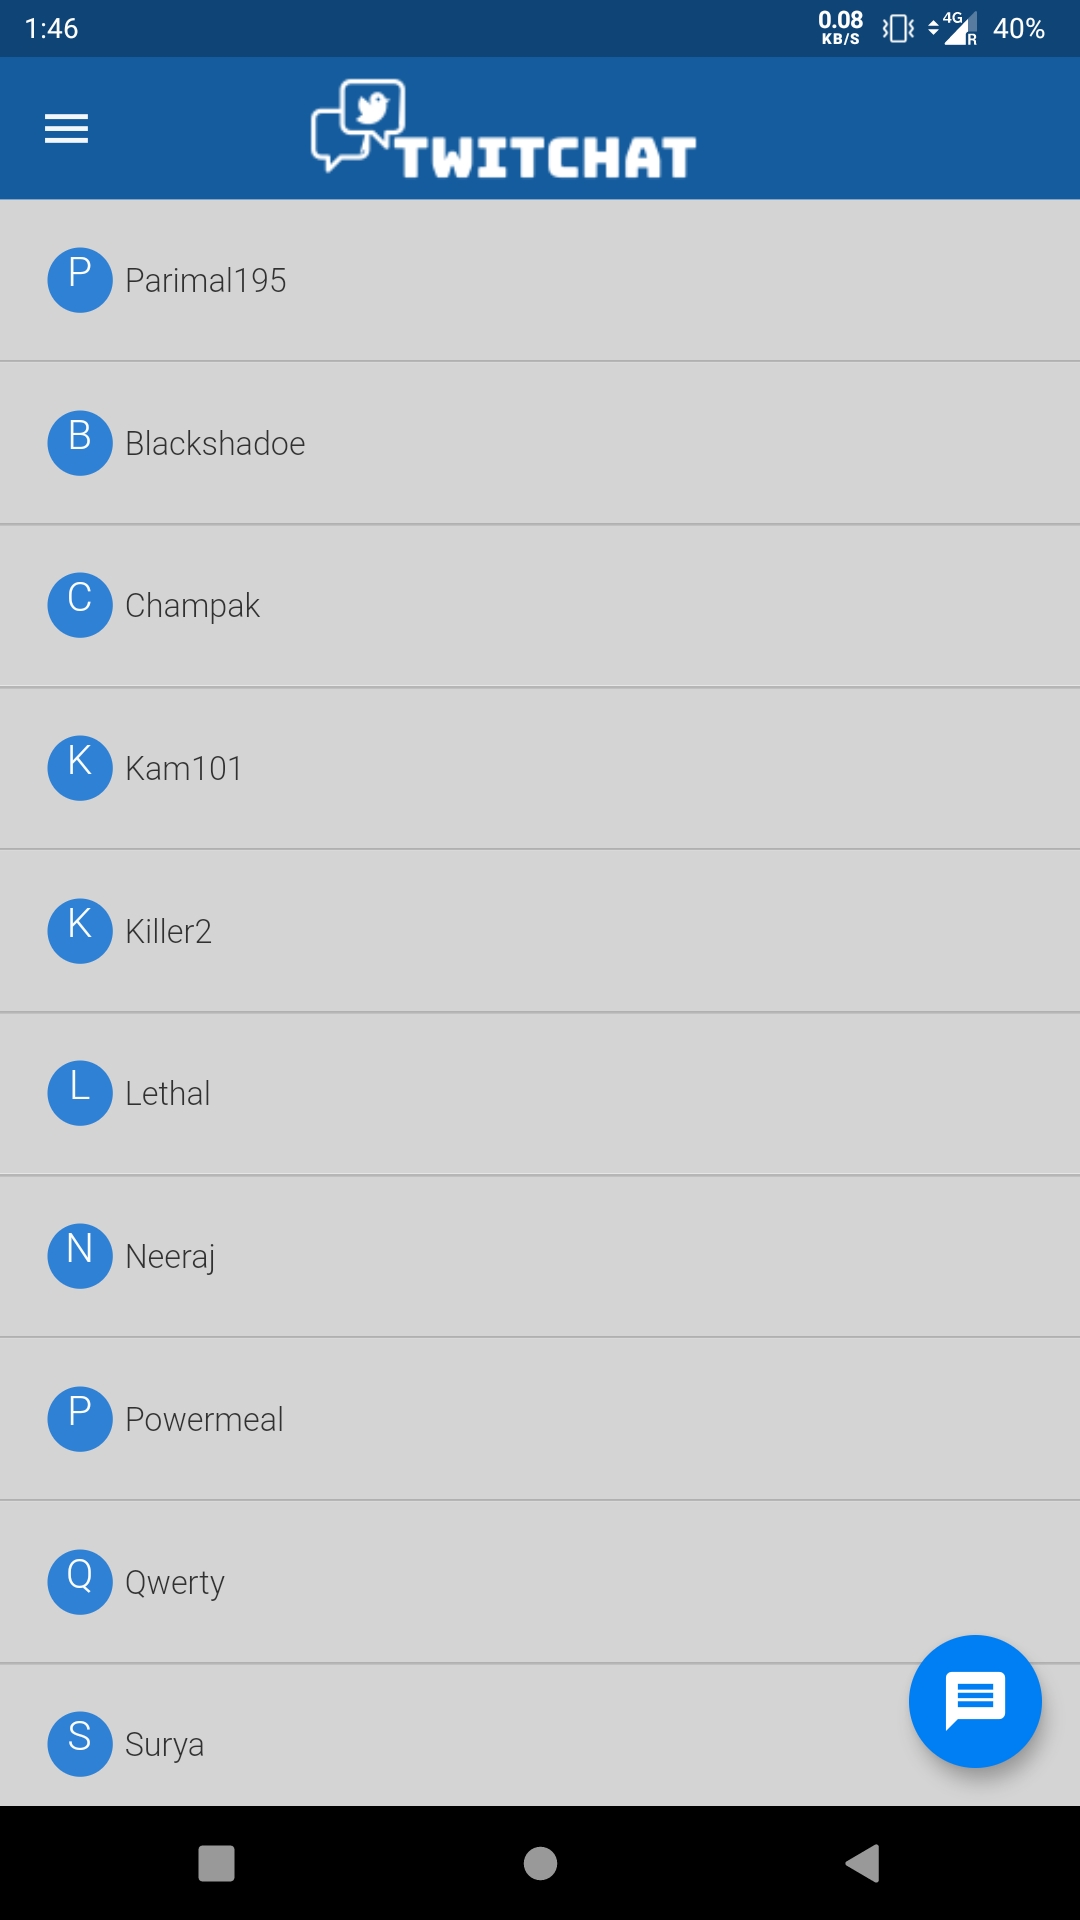 1:46 0.08 KB/S 4G R 40%
TWITCHAT
P Parimal195
B Blackshadoe
C Champak
K Kam101
K Killer2
L Lethal
N Neeraj
P Powermeal
Q Qwerty
S Surya